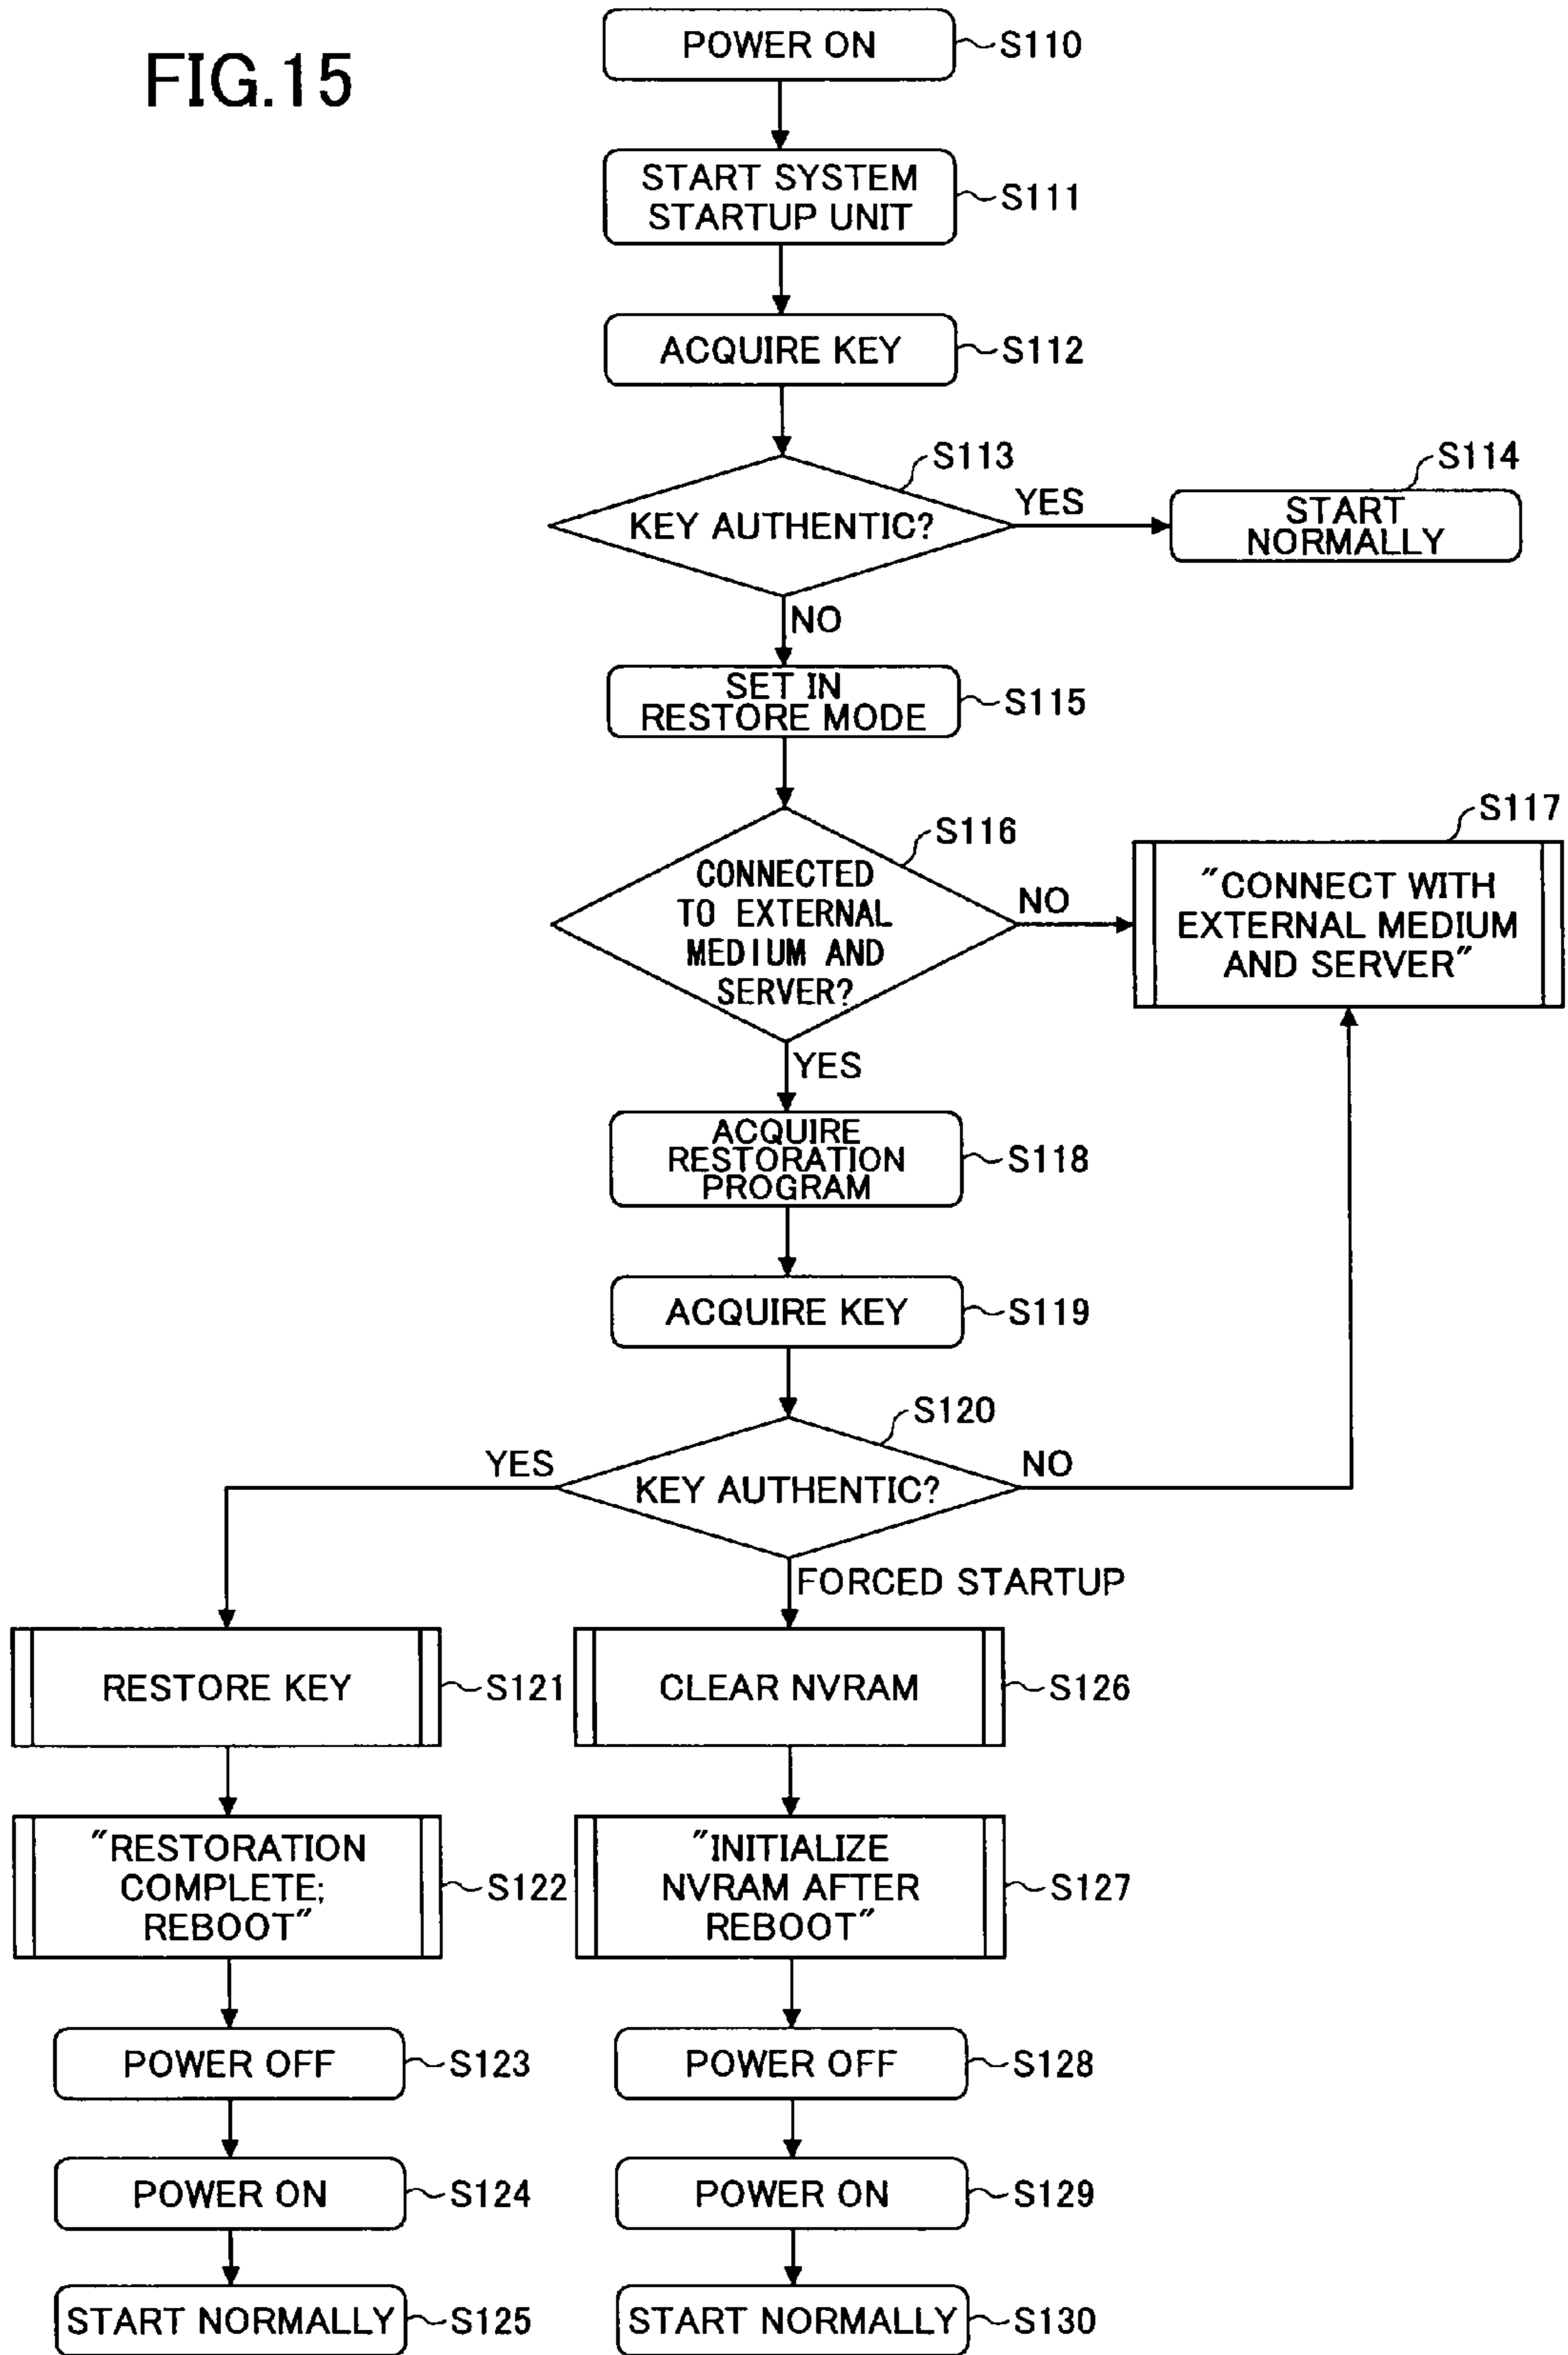 FIG.15
POWER ON
S110
START SYSTEM
STARTUP UNIT
S111
ACQUIRE KEY
S112
S113
KEY AUTHENTIC?
YES
S114
START
NORMALLY
NO
SET IN
RESTORE MODE
S115
S116
CONNECTED
TO EXTERNAL
MEDIUM AND
SERVER?
NO
S117
"CONNECT WITH
EXTERNAL MEDIUM
AND SERVER"
YES
ACQUIRE
RESTORATION
PROGRAM
S118
ACQUIRE KEY
S119
S120
YES
KEY AUTHENTIC?
NO
FORCED STARTUP
RESTORE KEY
S121
CLEAR NVRAM
S126
"RESTORATION
COMPLETE;
REBOOT"
S122
"INITIALIZE
NVRAM AFTER
REBOOT"
S127
POWER OFF
S123
POWER OFF
S128
POWER ON
S124
POWER ON
S129
START NORMALLY
S125
START NORMALLY
S130